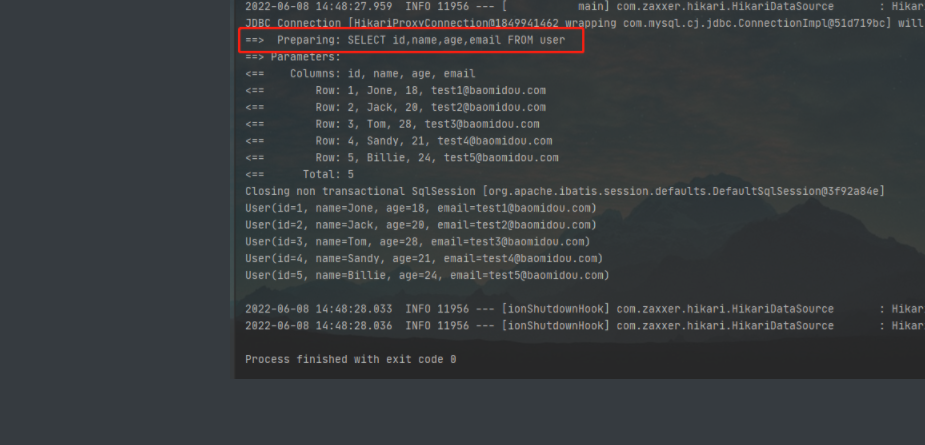 2022-06-08 14:48:27.959  INFO 11956 --- [           main] com.zaxxer.hikari.HikariDataSource       : Hikari
JDBC Connection [HikariProxyConnection@1849941462 wrapping com.mysql.cj.jdbc.ConnectionImpl@51d719bc] will
==>  Preparing: SELECT id,name,age,email FROM user
==> Parameters:
<==    Columns: id, name, age, email
<==        Row: 1, Jone, 18, test1@baomidou.com
<==        Row: 2, Jack, 20, test2@baomidou.com
<==        Row: 3, Tom, 28, test3@baomidou.com
<==        Row: 4, Sandy, 21, test4@baomidou.com
<==        Row: 5, Billie, 24, test5@baomidou.com
<==      Total: 5
Closing non transactional SqlSession [org.apache.ibatis.session.defaults.DefaultSqlSession@3f92a84e]
User(id=1, name=Jone, age=18, email=test1@baomidou.com)
User(id=2, name=Jack, age=20, email=test2@baomidou.com)
User(id=3, name=Tom, age=28, email=test3@baomidou.com)
User(id=4, name=Sandy, age=21, email=test4@baomidou.com)
User(id=5, name=Billie, age=24, email=test5@baomidou.com)
2022-06-08 14:48:28.033  INFO 11956 --- [ionShutdownHook] com.zaxxer.hikari.HikariDataSource       : Hikar
2022-06-08 14:48:28.036  INFO 11956 --- [ionShutdownHook] com.zaxxer.hikari.HikariDataSource       : Hikar
Process finished with exit code 0